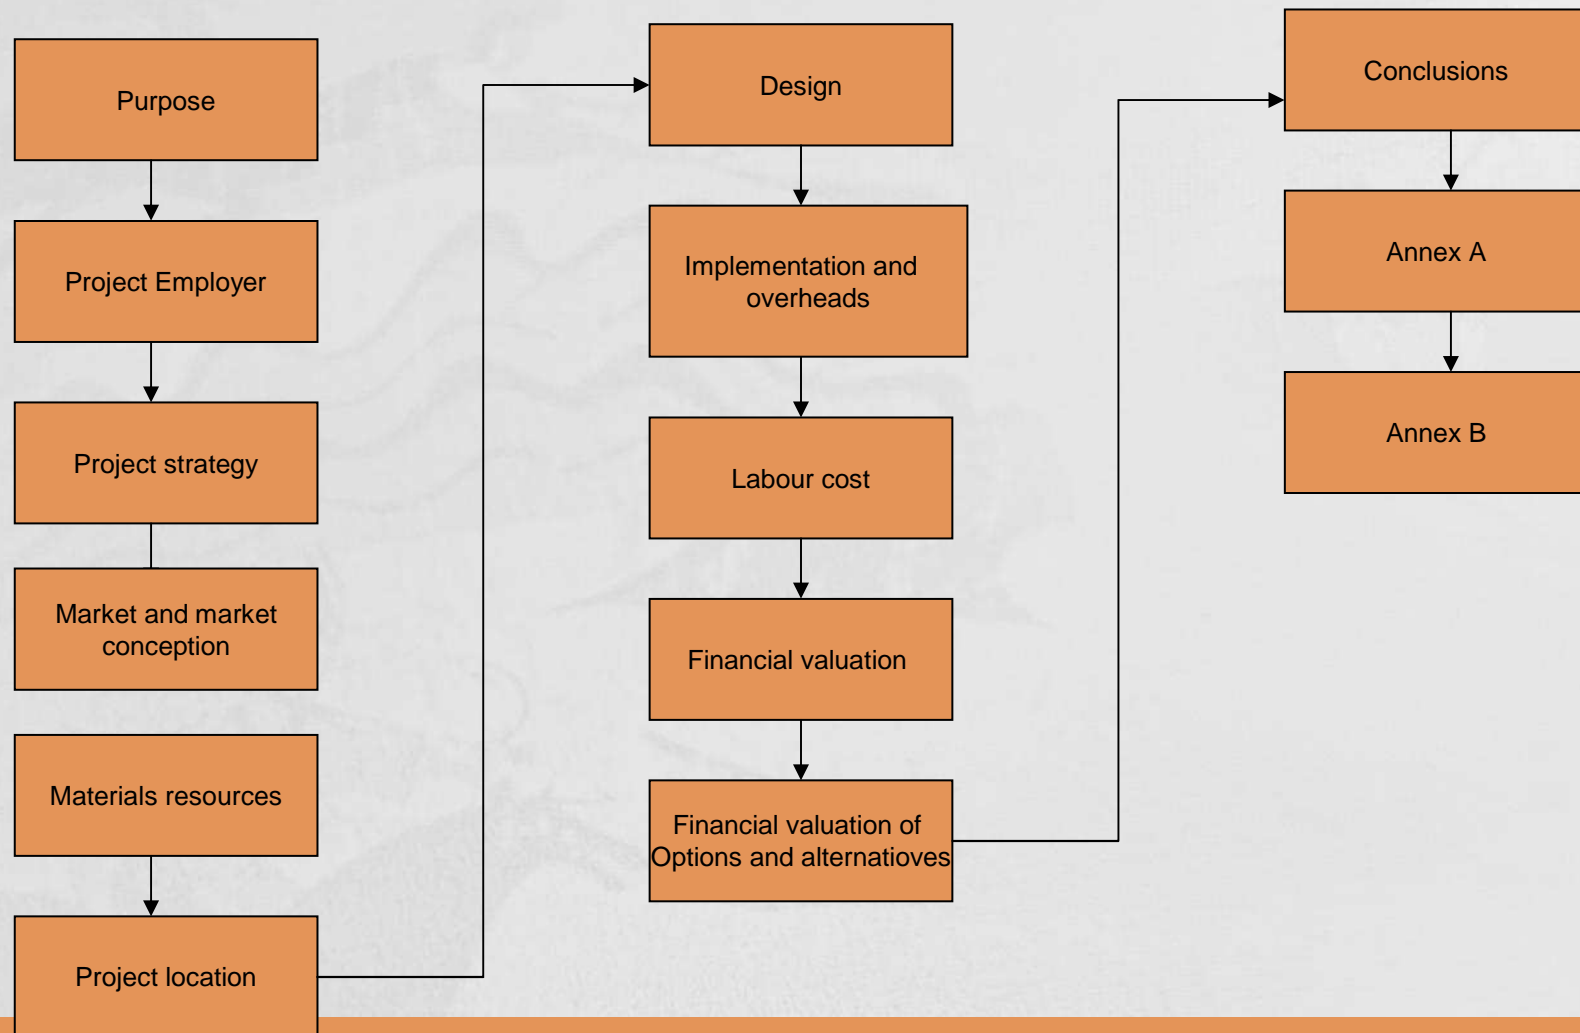 Purpose
Project Employer
Project strategy
Market and market
conception
Materials resources
Project location
Design
Implementation and
overheads
Labour cost
Financial valuation
Financial valuation of
Options and alternatioves
Conclusions
Annex A
Annex B